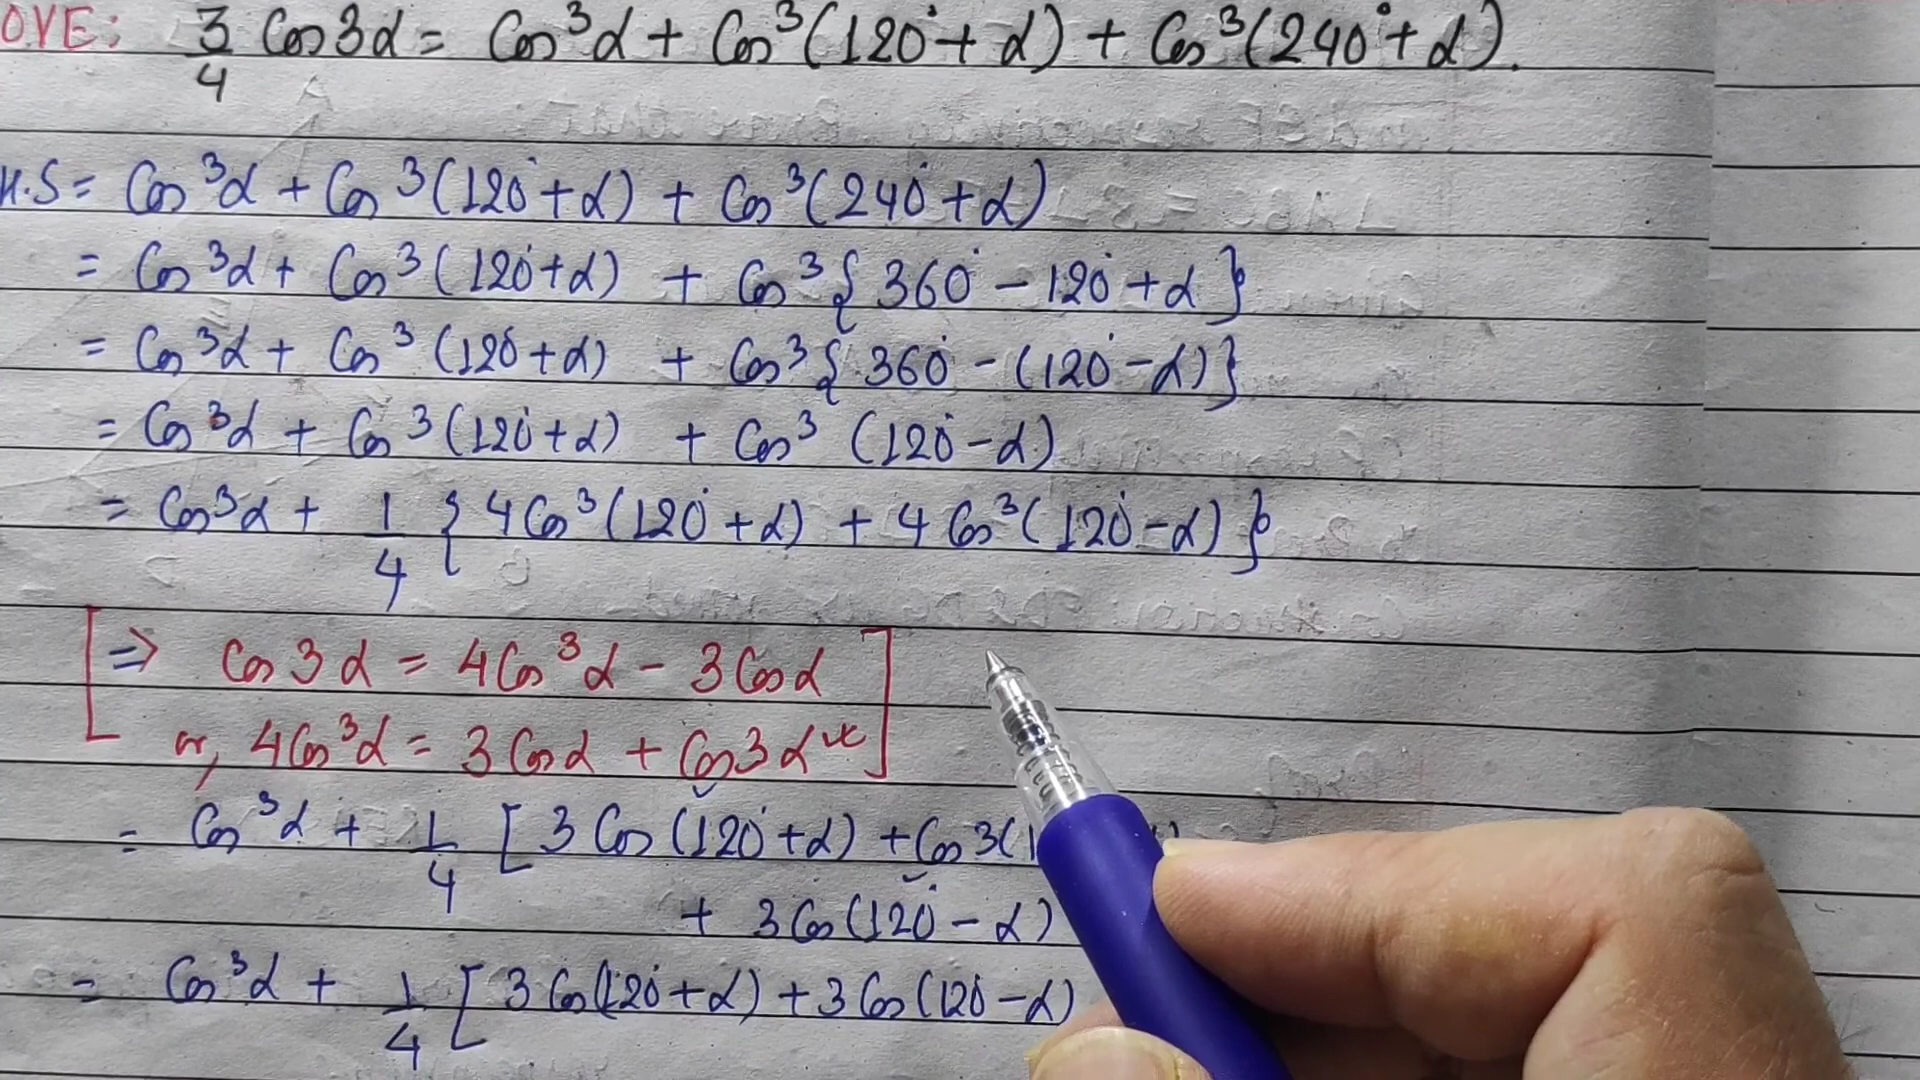 OVE: 3/4 Cos3α = Cos³α + Cos³(120°+α) + Cos³(240°+α).
H.S = Cos³α + Cos³(120°+α) + Cos³(240°+α)
= Cos³α + Cos³(120°+α) + Cos³{360° - 120° + α}
= Cos³α + Cos³(120°+α) + Cos³{360° - (120° - α)}
= Cos³α + Cos³(120°+α) + Cos³(120° - α)
= Cos³α + 1/4 {4Cos³(120°+α) + 4Cos³(120° - α)}
[⇒ Cos3α = 4Cos³α - 3Cosα
or, 4Cos³α = 3Cosα + Cos3α]
= Cos³α + 1/4 [3Cos(120°+α) + Cos3(1
+ 3Cos(120° - α)
= Cos³α + 1/4 [3Cos(120°+α) + 3Cos(120° - α)